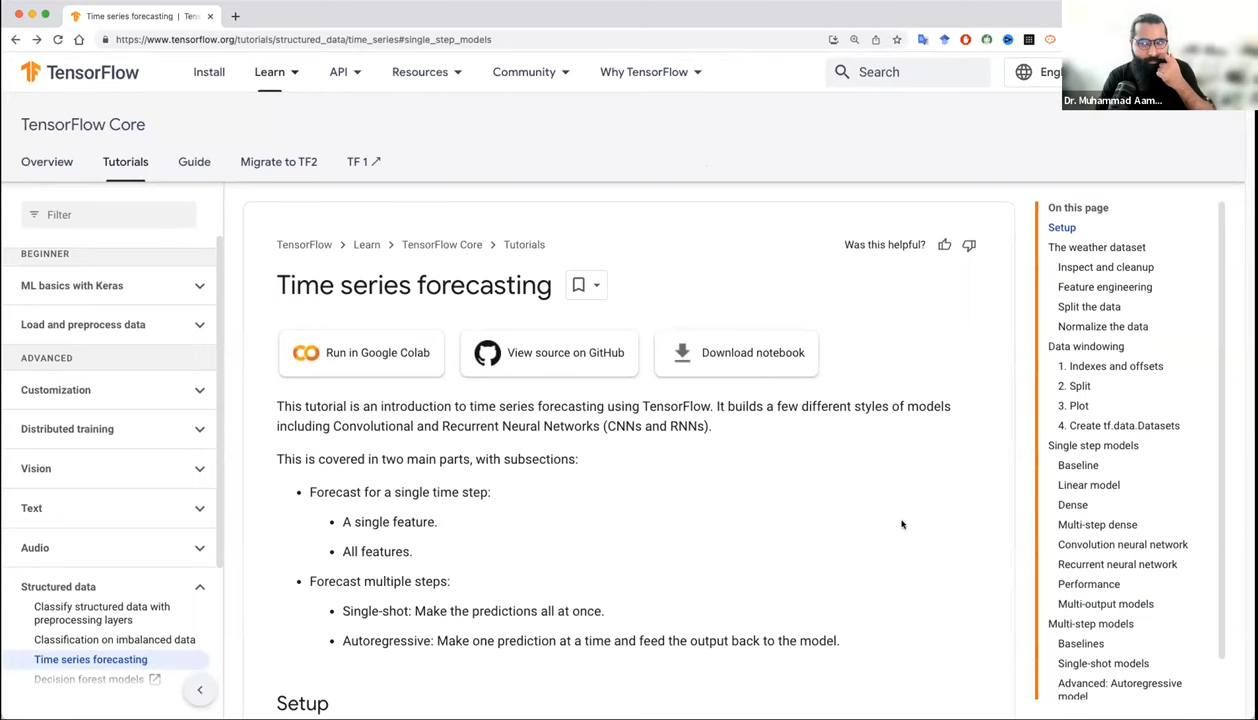 Time series forecasting | Tens
https://www.tensorflow.org/tutorials/structured_data/time_series#single_step_models
TensorFlow
Install
Learn
API
Resources
Community
Why TensorFlow
Search
Engl
Dr. Muhammad Aam...
TensorFlow Core
Overview
Tutorials
Guide
Migrate to TF2
TF 1 ↗
Filter
BEGINNER
ML basics with Keras
Load and preprocess data
ADVANCED
Customization
Distributed training
Vision
Text
Audio
Structured data
Classify structured data with
preprocessing layers
Classification on imbalanced data
Time series forecasting
Decision forest models
TensorFlow > Learn > TensorFlow Core > Tutorials
Was this helpful?
Time series forecasting
Run in Google Colab
View source on GitHub
Download notebook
This tutorial is an introduction to time series forecasting using TensorFlow. It builds a few different styles of models
including Convolutional and Recurrent Neural Networks (CNNs and RNNs).
This is covered in two main parts, with subsections:
• Forecast for a single time step:
• A single feature.
• All features.
• Forecast multiple steps:
• Single-shot: Make the predictions all at once.
• Autoregressive: Make one prediction at a time and feed the output back to the model.
Setup
On this page
Setup
The weather dataset
Inspect and cleanup
Feature engineering
Split the data
Normalize the data
Data windowing
1. Indexes and offsets
2. Split
3. Plot
4. Create tf.data.Datasets
Single step models
Baseline
Linear model
Dense
Multi-step dense
Convolution neural network
Recurrent neural network
Performance
Multi-output models
Multi-step models
Baselines
Single-shot models
Advanced: Autoregressive
model